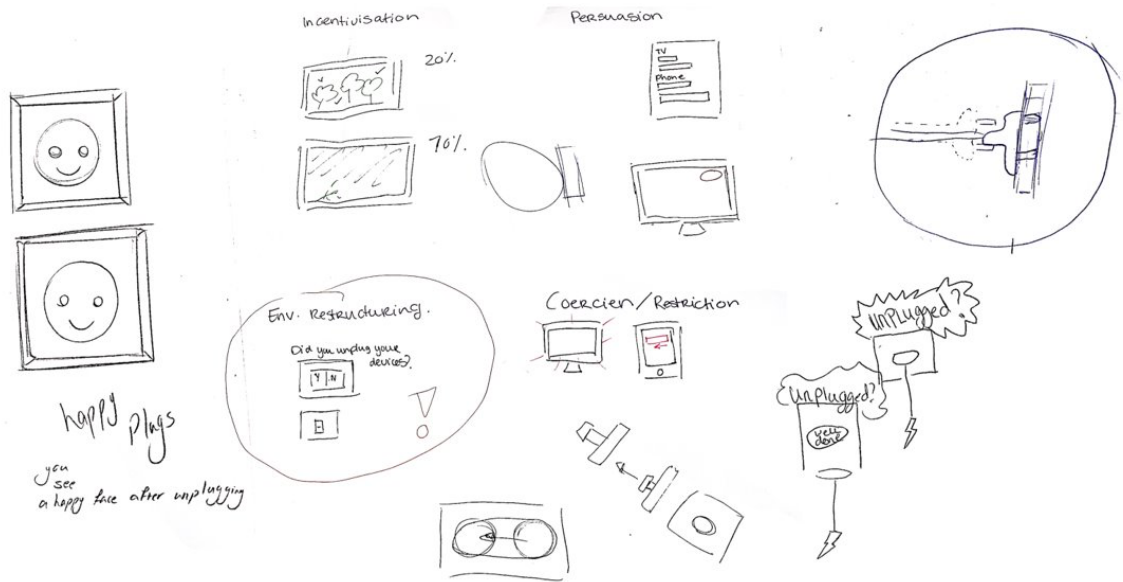 Incentivisation
20%
70%
Persuasion
TV
Phone
happy plugs
you
see
a happy face after unplugging
Env. Restructuring.
Did you unplug your
devices?
Y N
!
Coercien/Restriction
UNPLUGGED?
UNPLUGGED?
well
done